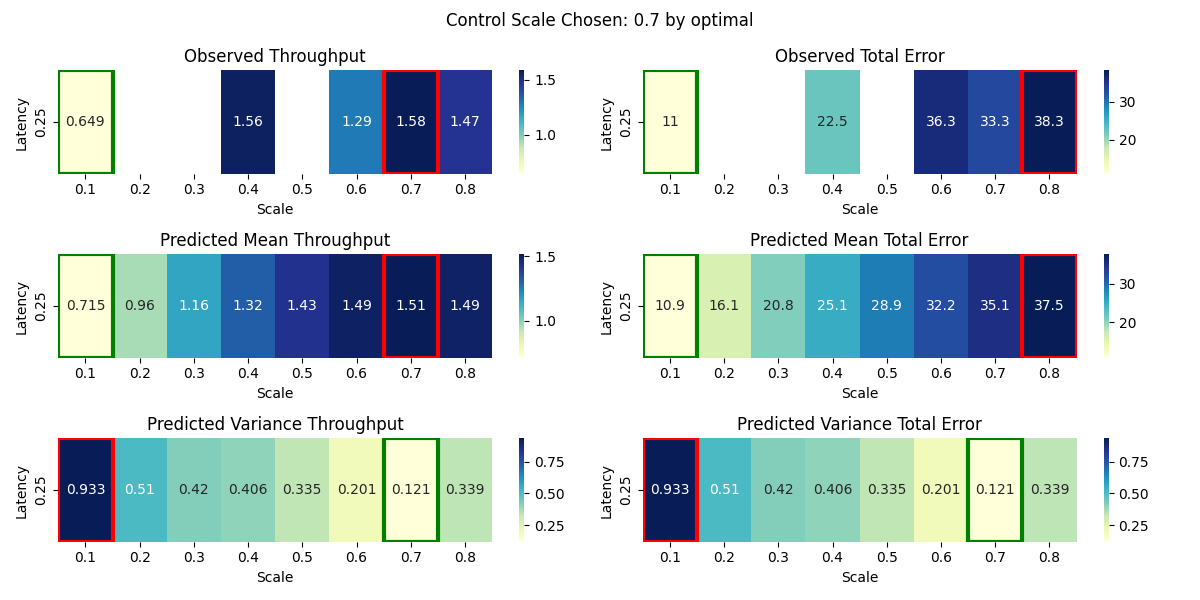 Control Scale Chosen: 0.7 by optimal
Observed Throughput
Latency
0.25
0.649 1.56 1.29 1.58 1.47
0.1 0.2 0.3 0.4 0.5 0.6 0.7 0.8
Scale
1.5
1.0
Observed Total Error
Latency
0.25
11 22.5 36.3 33.3 38.3
0.1 0.2 0.3 0.4 0.5 0.6 0.7 0.8
Scale
30
20
Predicted Mean Throughput
Latency
0.25
0.715 0.96 1.16 1.32 1.43 1.49 1.51 1.49
0.1 0.2 0.3 0.4 0.5 0.6 0.7 0.8
Scale
1.5
1.0
Predicted Mean Total Error
Latency
0.25
10.9 16.1 20.8 25.1 28.9 32.2 35.1 37.5
0.1 0.2 0.3 0.4 0.5 0.6 0.7 0.8
Scale
30
20
Predicted Variance Throughput
Latency
0.25
0.933 0.51 0.42 0.406 0.335 0.201 0.121 0.339
0.1 0.2 0.3 0.4 0.5 0.6 0.7 0.8
Scale
0.75
0.50
0.25
Predicted Variance Total Error
Latency
0.25
0.933 0.51 0.42 0.406 0.335 0.201 0.121 0.339
0.1 0.2 0.3 0.4 0.5 0.6 0.7 0.8
Scale
0.75
0.50
0.25